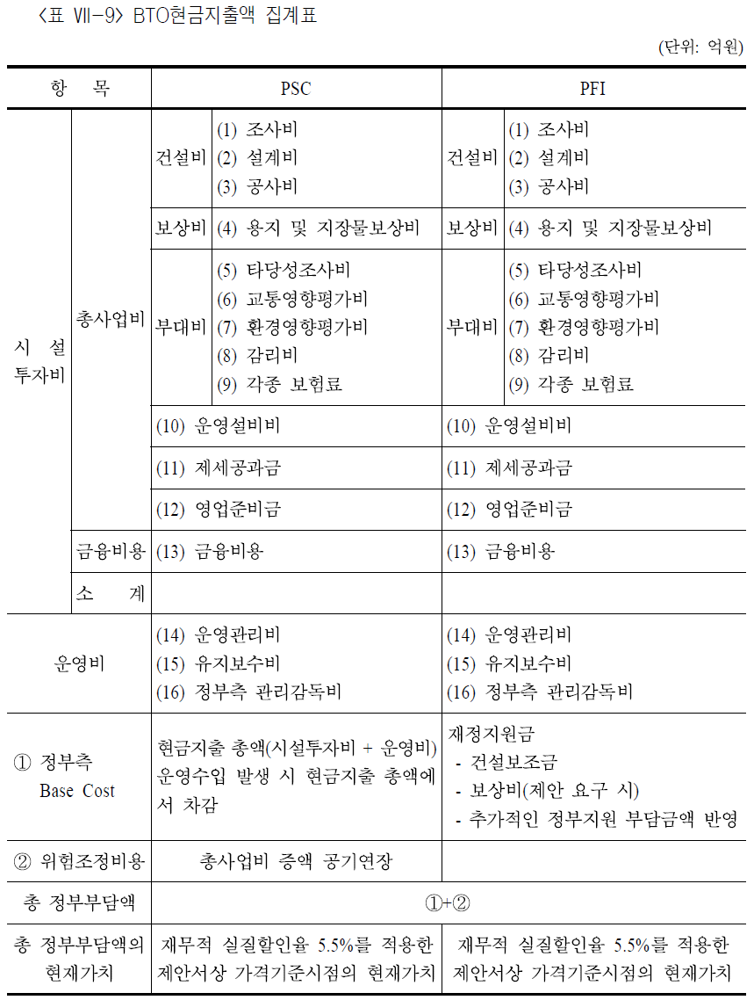 <표 Ⅶ-9> BTO현금지출액 집계표
(단위: 억원)
항 목 PSC PFI
시 설
투자비
총사업비
건설비
(1) 조사비
(2) 설계비
(3) 공사비
건설비
(1) 조사비
(2) 설계비
(3) 공사비
보상비 (4) 용지 및 지장물보상비
보상비 (4) 용지 및 지장물보상비
부대비
(5) 타당성조사비
(6) 교통영향평가비
(7) 환경영향평가비
(8) 감리비
(9) 각종 보험료
부대비
(5) 타당성조사비
(6) 교통영향평가비
(7) 환경영향평가비
(8) 감리비
(9) 각종 보험료
(10) 운영설비비 (10) 운영설비비
(11) 제세공과금 (11) 제세공과금
(12) 영업준비금 (12) 영업준비금
금융비용 (13) 금융비용 (13) 금융비용
소 계
운영비
(14) 운영관리비
(15) 유지보수비
(16) 정부측 관리감독비
(14) 운영관리비
(15) 유지보수비
(16) 정부측 관리감독비
① 정부측
Base Cost
현금지출 총액(시설투자비 + 운영비)
운영수입 발생 시 현금지출 총액에
서 차감
재정지원금
- 건설보조금
- 보상비(제안 요구 시)
- 추가적인 정부지원 부담금액 반영
② 위험조정비용 총사업비 증액 공기연장
총 정부부담액 ①+②
총 정부부담액의
현재가치
재무적 실질할인율 5.5%를 적용한
제안서상 가격기준시점의 현재가치
재무적 실질할인율 5.5%를 적용한
제안서상 가격기준시점의 현재가치